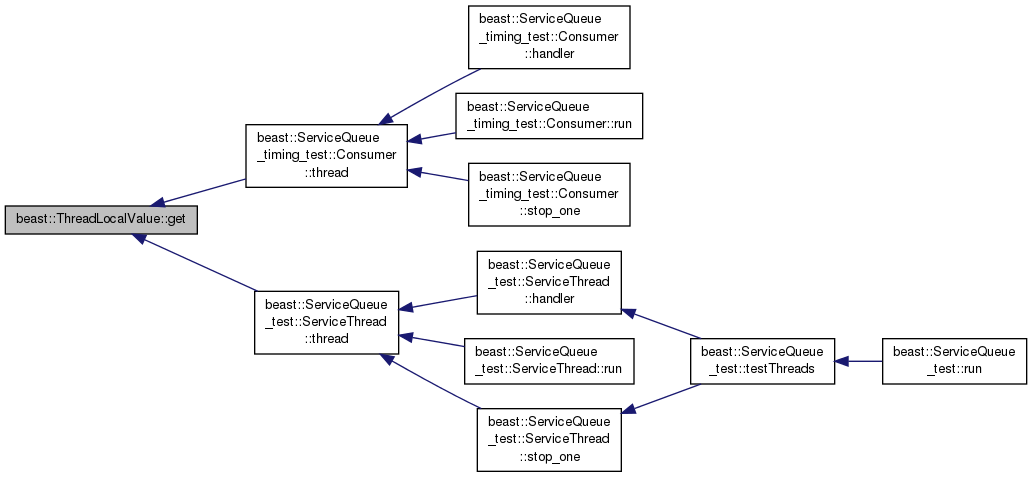 beast::ServiceQueue
_timing_test::Consumer
::handler
beast::ServiceQueue
_timing_test::Consumer::run
beast::ServiceQueue
_timing_test::Consumer
::thread
beast::ServiceQueue
_timing_test::Consumer
::stop_one
beast::ThreadLocalValue::get
beast::ServiceQueue
_test::ServiceThread
::handler
beast::ServiceQueue
_test::ServiceThread
::thread
beast::ServiceQueue
_test::ServiceThread::run
beast::ServiceQueue
_test::testThreads
beast::ServiceQueue
_test::run
beast::ServiceQueue
_test::ServiceThread
::stop_one